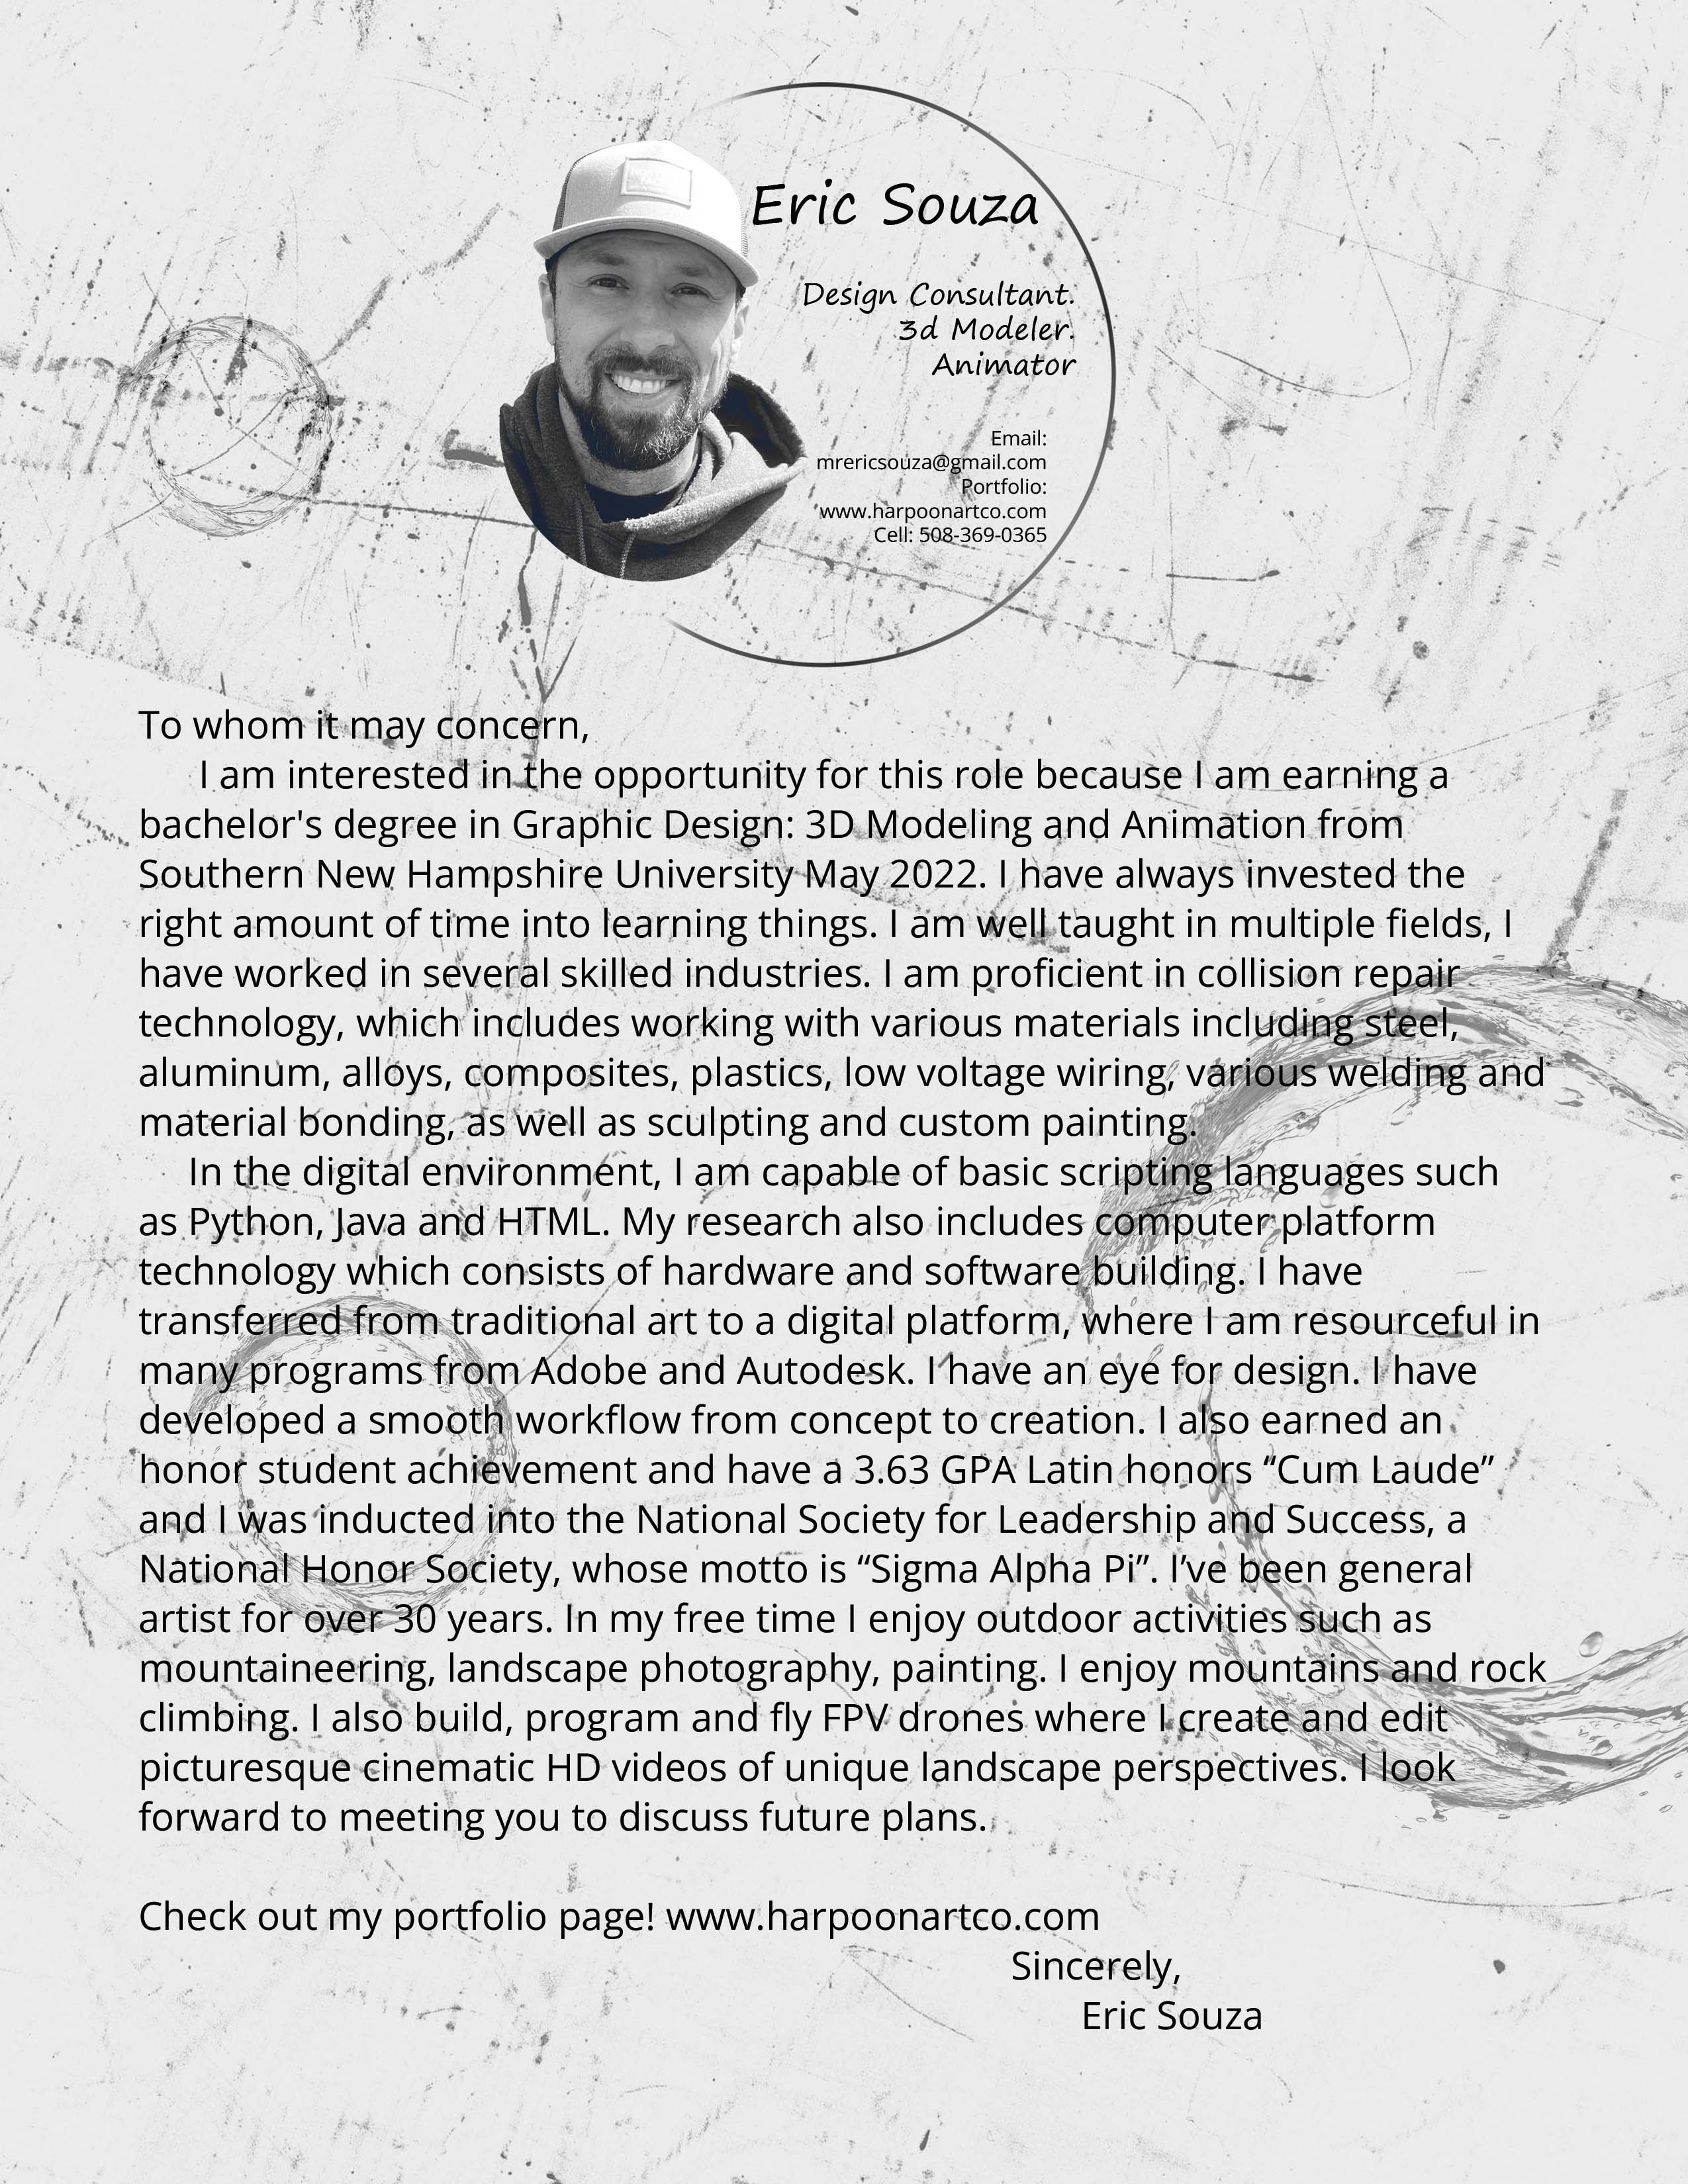 Eric Souza
Design Consultant.
3d Modeler.
Animator
Email:
mrericsouza@gmail.com
Portfolio:
www.harpoonartco.com
Cell: 508-369-0365
To whom it may concern,
I am interested in the opportunity for this role because I am earning a
bachelor's degree in Graphic Design: 3D Modeling and Animation from
Southern New Hampshire University May 2022. I have always invested the
right amount of time into learning things. I am well taught in multiple fields, I
have worked in several skilled industries. I am proficient in collision repair
technology, which includes working with various materials including steel,
aluminum, alloys, composites, plastics, low voltage wiring, various welding and
material bonding, as well as sculpting and custom painting.
In the digital environment, I am capable of basic scripting languages such
as Python, Java and HTML. My research also includes computer platform
technology which consists of hardware and software building. I have
transferred from traditional art to a digital platform, where I am resourceful in
many programs from Adobe and Autodesk. I have an eye for design. I have
developed a smooth workflow from concept to creation. I also earned an
honor student achievement and have a 3.63 GPA Latin honors “Cum Laude”
and I was inducted into the National Society for Leadership and Success, a
National Honor Society, whose motto is “Sigma Alpha Pi”. I’ve been general
artist for over 30 years. In my free time I enjoy outdoor activities such as
mountaineering, landscape photography, painting. I enjoy mountains and rock
climbing. I also build, program and fly FPV drones where I create and edit
picturesque cinematic HD videos of unique landscape perspectives. I look
forward to meeting you to discuss future plans.
Check out my portfolio page! www.harpoonartco.com
Sincerely,
Eric Souza